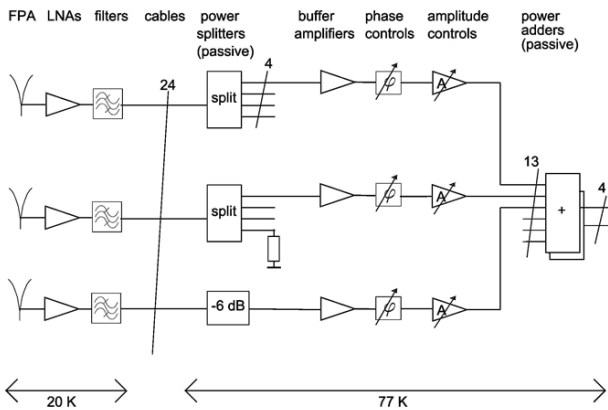 FPA LNAs filters cables power splitters (passive) buffer amplifiers phase controls amplitude controls power adders (passive)
4
24
split
φ
A
13
4
split
φ
A
+
-6 dB
φ
A
20 K
77 K